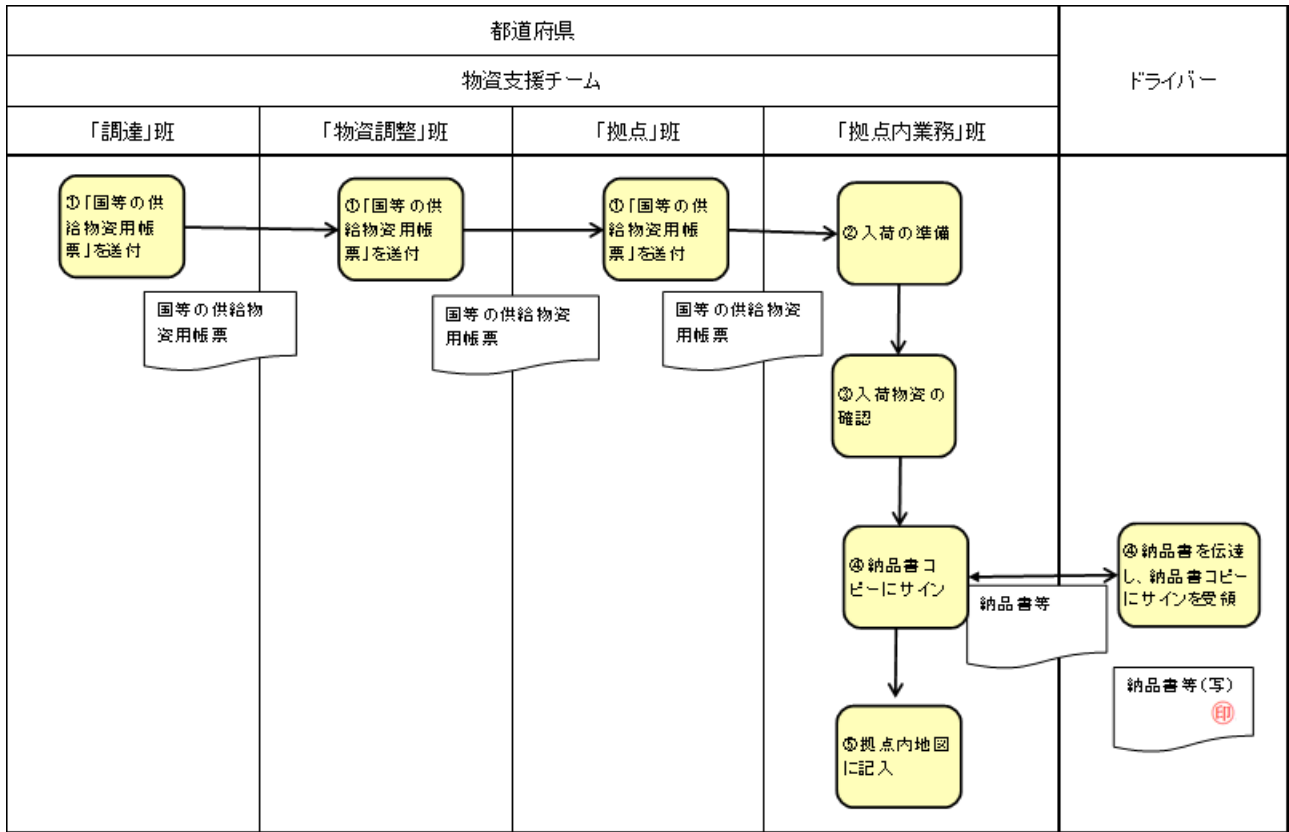 都道府県
物資支援チーム
ドライバー
「調達」班
「物資調整」班
「拠点」班
「拠点内業務」班
①「国等の供
給物資用帳
票」を送付
①「国等の供
給物資用帳
票」を送付
①「国等の供
給物資用帳
票」を送付
②入荷の準備
国等の供給物
資用帳票
国等の供給物資
用帳票
国等の供給物資
用帳票
③入荷物資の
確認
④納品書コ
ピーにサイン
④納品書を伝達
し、納品書コピー
にサインを受領
納品書等
納品書等(写)
印
⑤拠点内地図
に記入